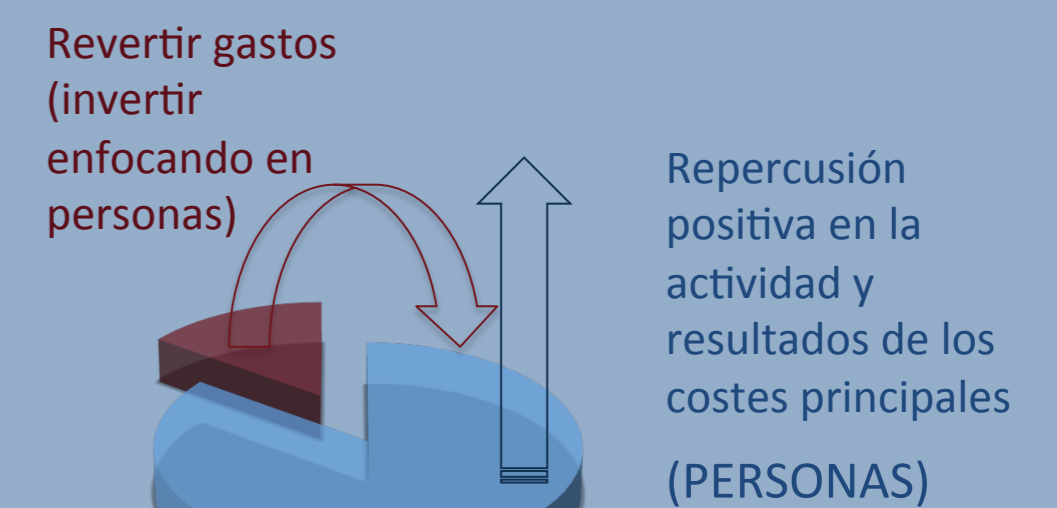 Revertir gastos
(invertir
enfocando en
personas)
Repercusión
positiva en la
actividad y
resultados de los
costes principales
(PERSONAS)